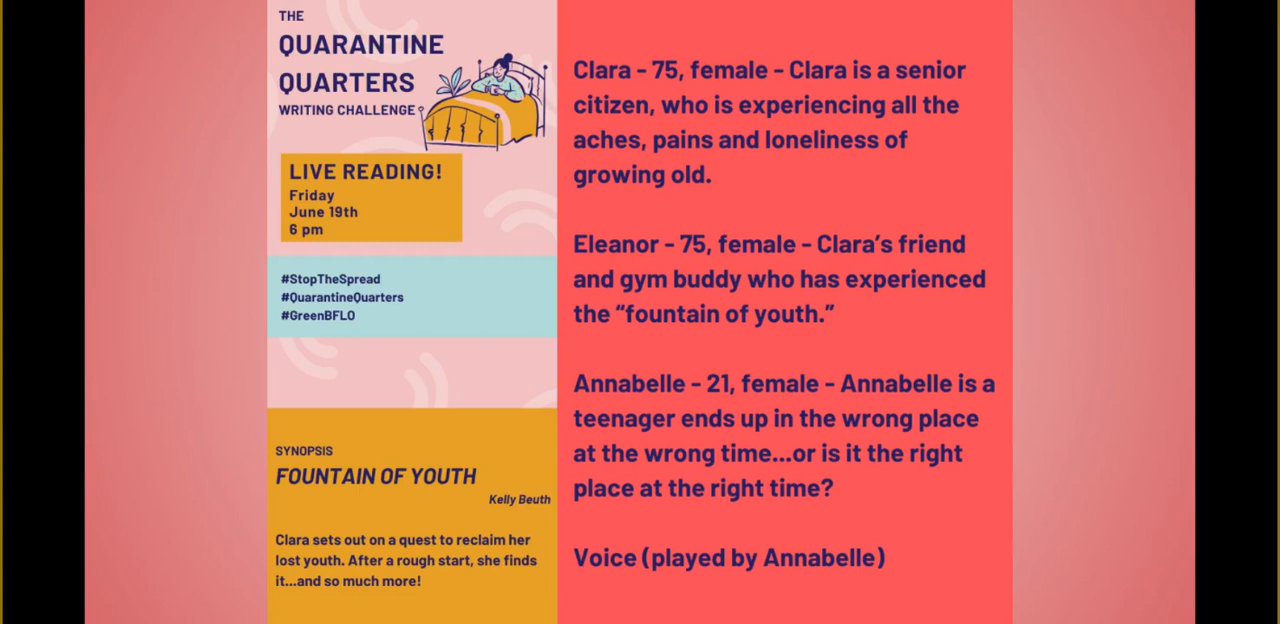 THE
QUARANTINE
QUARTERS
WRITING CHALLENGE
LIVE READING!
Friday
June 19th
6 pm
#StopTheSpread
#QuarantineQuarters
#GreenBFLO
SYNOPSIS
FOUNTAIN OF YOUTH
Kelly Beuth
Clara sets out on a quest to reclaim her
lost youth. After a rough start, she finds
it...and so much more!
Clara - 75, female - Clara is a senior
citizen, who is experiencing all the
aches, pains and loneliness of
growing old.
Eleanor - 75, female - Clara’s friend
and gym buddy who has experienced
the “fountain of youth.”
Annabelle - 21, female - Annabelle is a
teenager ends up in the wrong place
at the wrong time...or is it the right
place at the right time?
Voice (played by Annabelle)